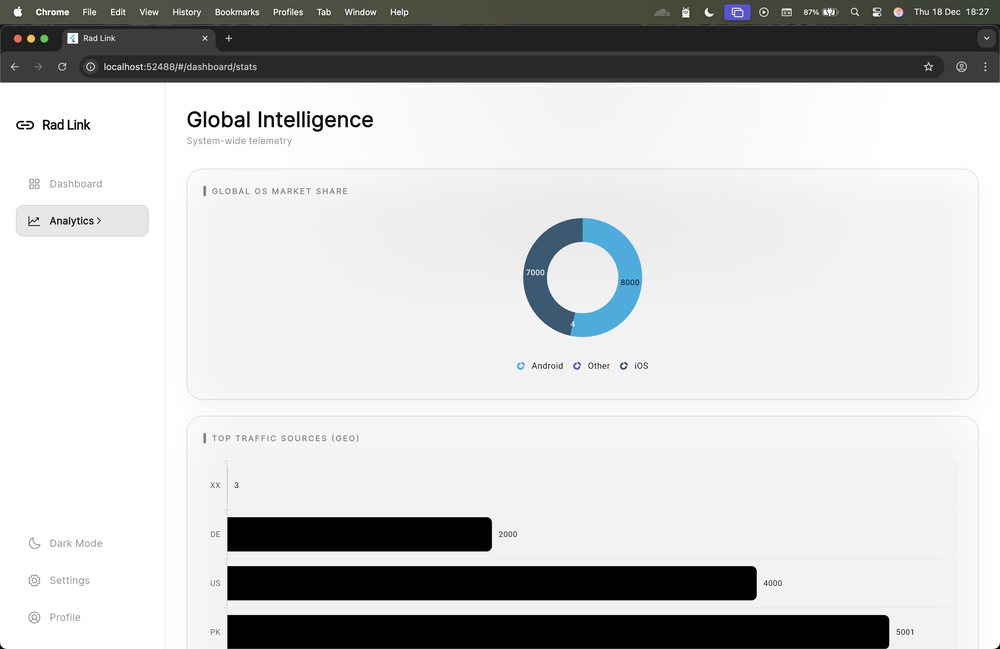 Chrome File Edit View History Bookmarks Profiles Tab Window Help 87% Thu 18 Dec 18:27
Rad Link
localhost:52488/#/dashboard/stats
Rad Link
Dashboard
Analytics >
Dark Mode
Settings
Profile
Global Intelligence
System-wide telemetry
GLOBAL OS MARKET SHARE
7000
8000
4
Android Other iOS
TOP TRAFFIC SOURCES (GEO)
XX 3
DE 2000
US 4000
PK 5001